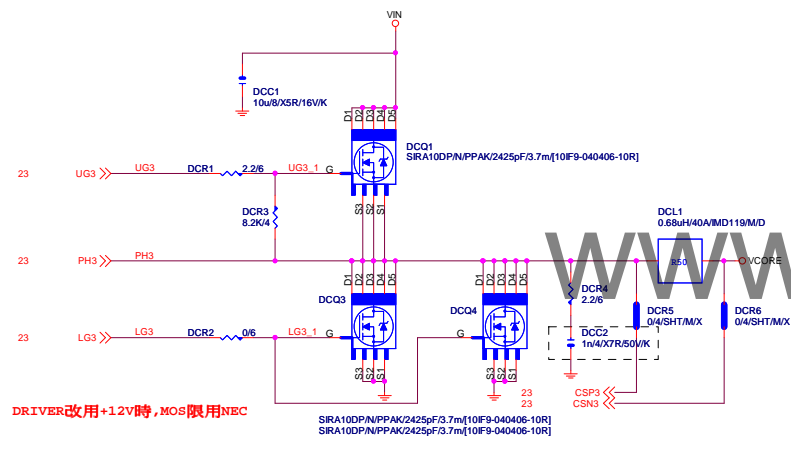 VIN
DCC1
10u/8/X5R/16V/K
D1 D2 D3 D4 D5
DCQ1
SIRA10DP/N/PPAK/2425pF/3.7m/[10IF9-040406-10R]
23 UG3 UG3 DCR1 2.2/6 UG3_1 G
S3 S2 S1
DCR3
8.2K/4
DCL1
0.68uH/40A/IMD119/M/D
WWW
R50
VCORE
23 PH3 PH3
D1 D2 D3 D4 D5
D1 D2 D3 D4 D5
DCR4
2.2/6
DCQ3
DCQ4
DCR5
0/4/SHT/M/X
DCR6
0/4/SHT/M/X
23 LG3 LG3 DCR2 0/6 LG3_1 G
G
DCC2
1n/4/X7R/50V/K
S3 S2 S1
S3 S2 S1
23 CSP3
23 CSN3
DRIVER改用+12V時,MOS限用NEC
SIRA10DP/N/PPAK/2425pF/3.7m/[10IF9-040406-10R]
SIRA10DP/N/PPAK/2425pF/3.7m/[10IF9-040406-10R]